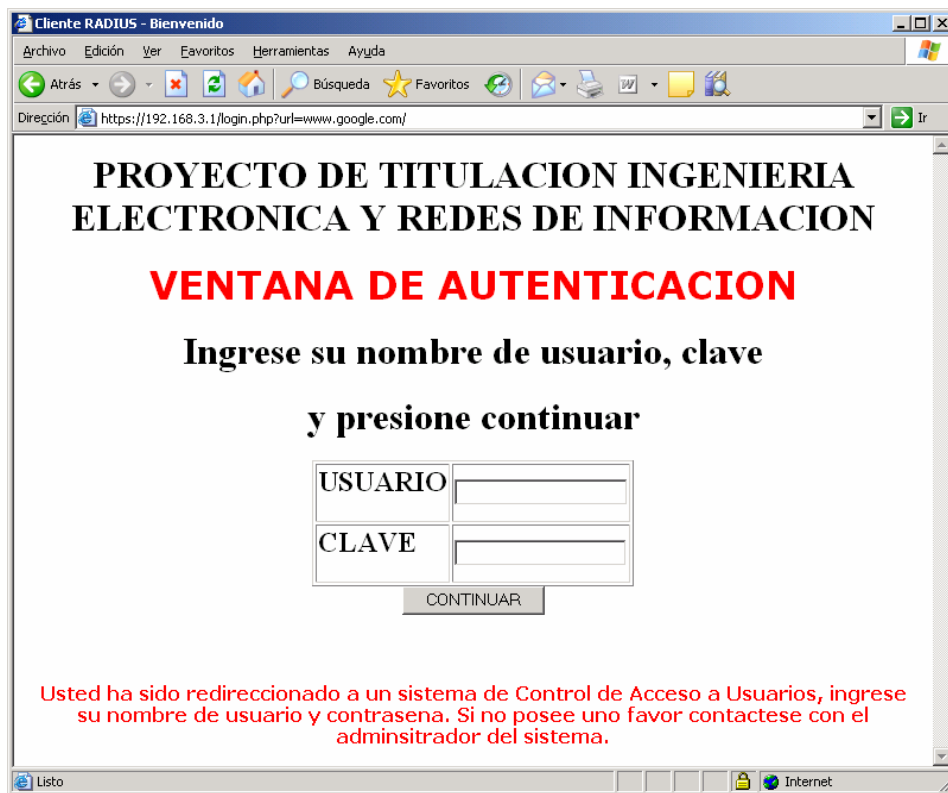 Cliente RADIUS - Bienvenido
Archivo Edición Ver Favoritos Herramientas Ayuda
Atrás Búsqueda Favoritos
Dirección https://192.168.3.1/login.php?url=www.google.com/ Ir
PROYECTO DE TITULACION INGENIERIA
ELECTRONICA Y REDES DE INFORMACION
VENTANA DE AUTENTICACION
Ingrese su nombre de usuario, clave
y presione continuar
USUARIO
CLAVE
CONTINUAR
Usted ha sido redireccionado a un sistema de Control de Acceso a Usuarios, ingrese
su nombre de usuario y contrasena. Si no posee uno favor contactese con el
adminsitrador del sistema.
Listo Internet